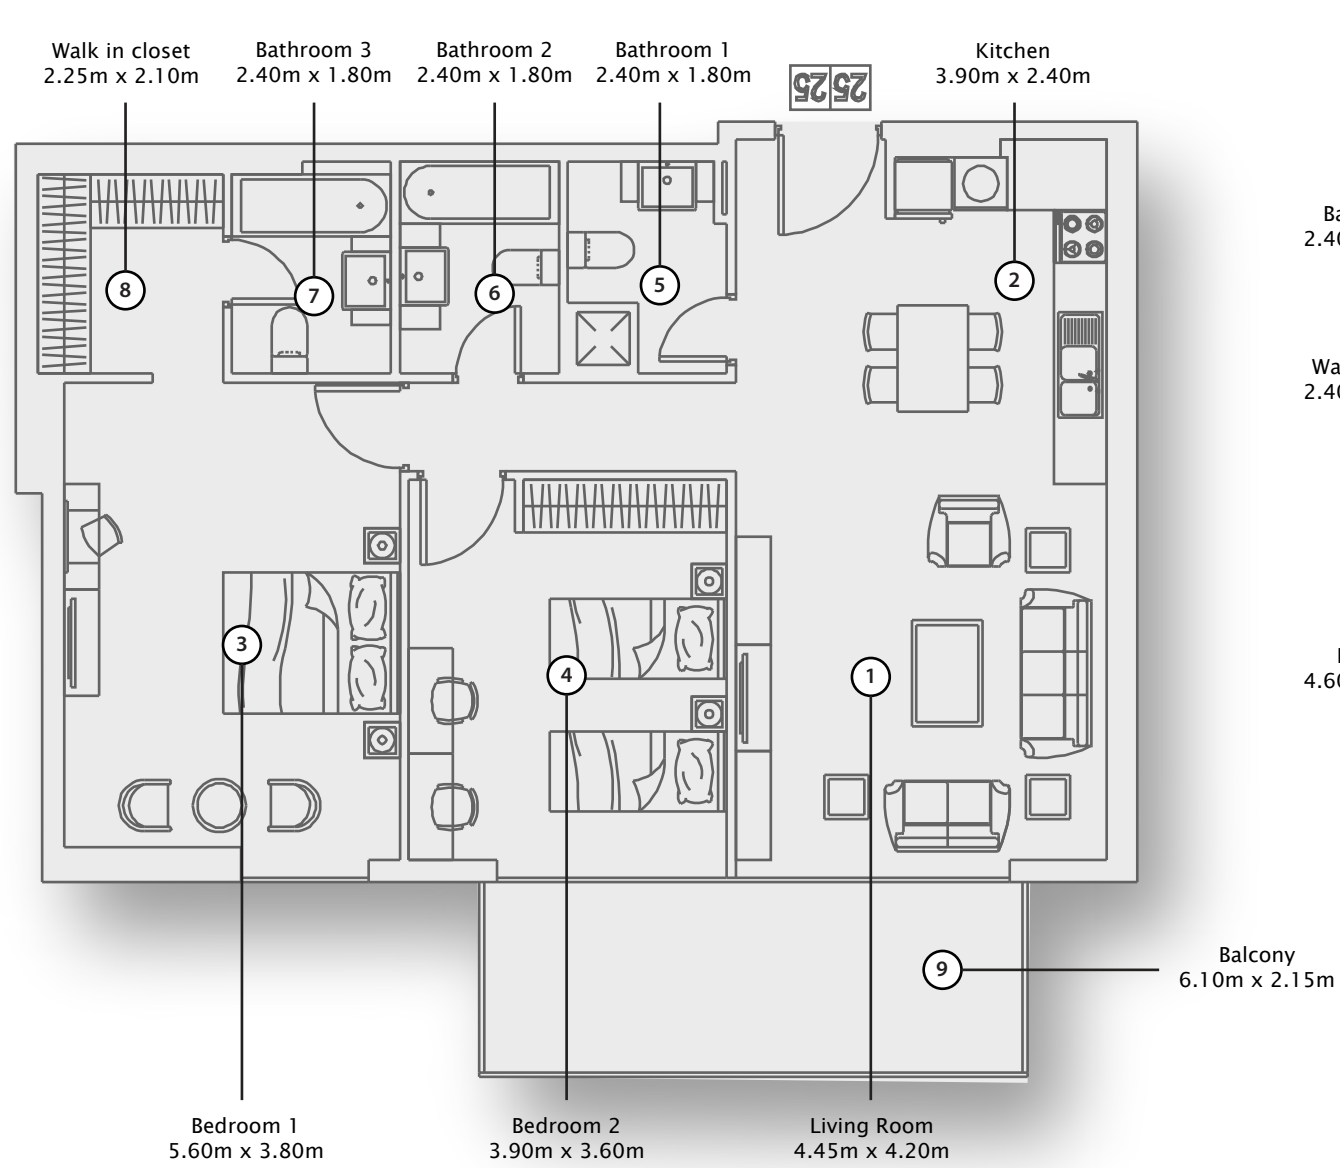 Walk in closet
2.25m x 2.10m
Bathroom 3
2.40m x 1.80m
Bathroom 2
2.40m x 1.80m
Bathroom 1
2.40m x 1.80m
Kitchen
3.90m x 2.40m
25 25
8
7
6
5
2
3
4
1
9
Balcony
6.10m x 2.15m
Bedroom 1
5.60m x 3.80m
Bedroom 2
3.90m x 3.60m
Living Room
4.45m x 4.20m